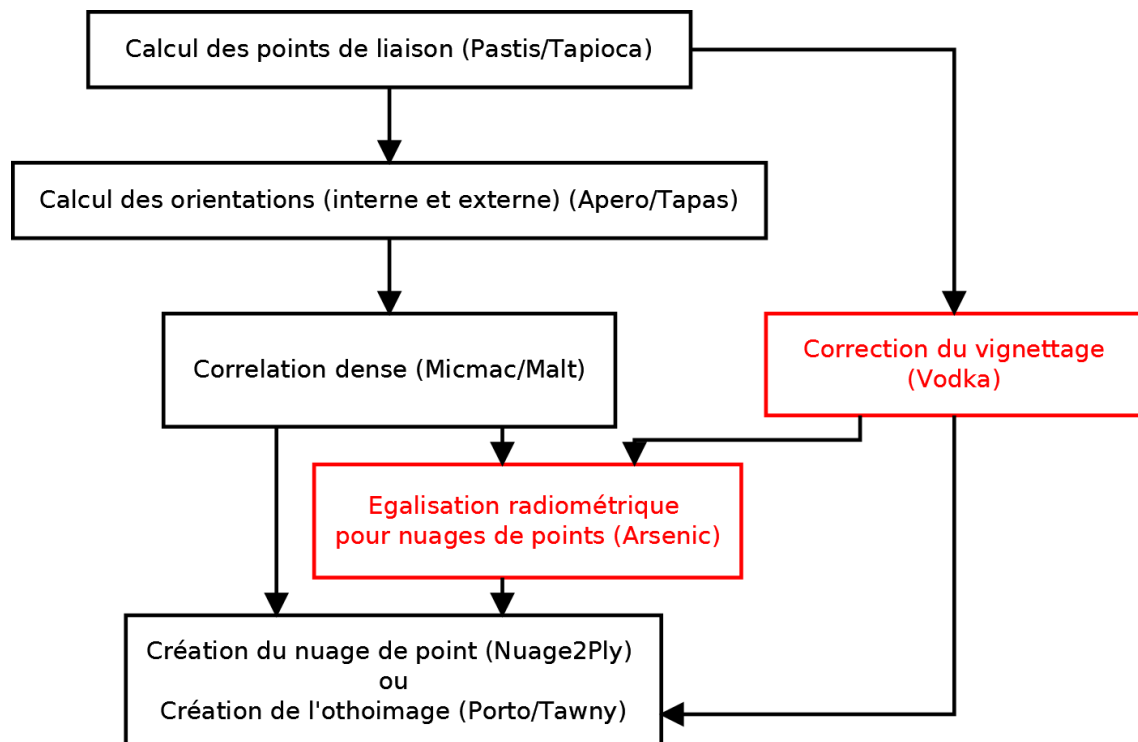 Calcul des points de liaison (Pastis/Tapioca)
Calcul des orientations (interne et externe) (Apero/Tapas)
Correlation dense (Micmac/Malt)
Correction du vignettage
(Vodka)
Egalisation radiométrique
pour nuages de points (Arsenic)
Création du nuage de point (Nuage2Ply)
ou
Création de l'othoimage (Porto/Tawny)